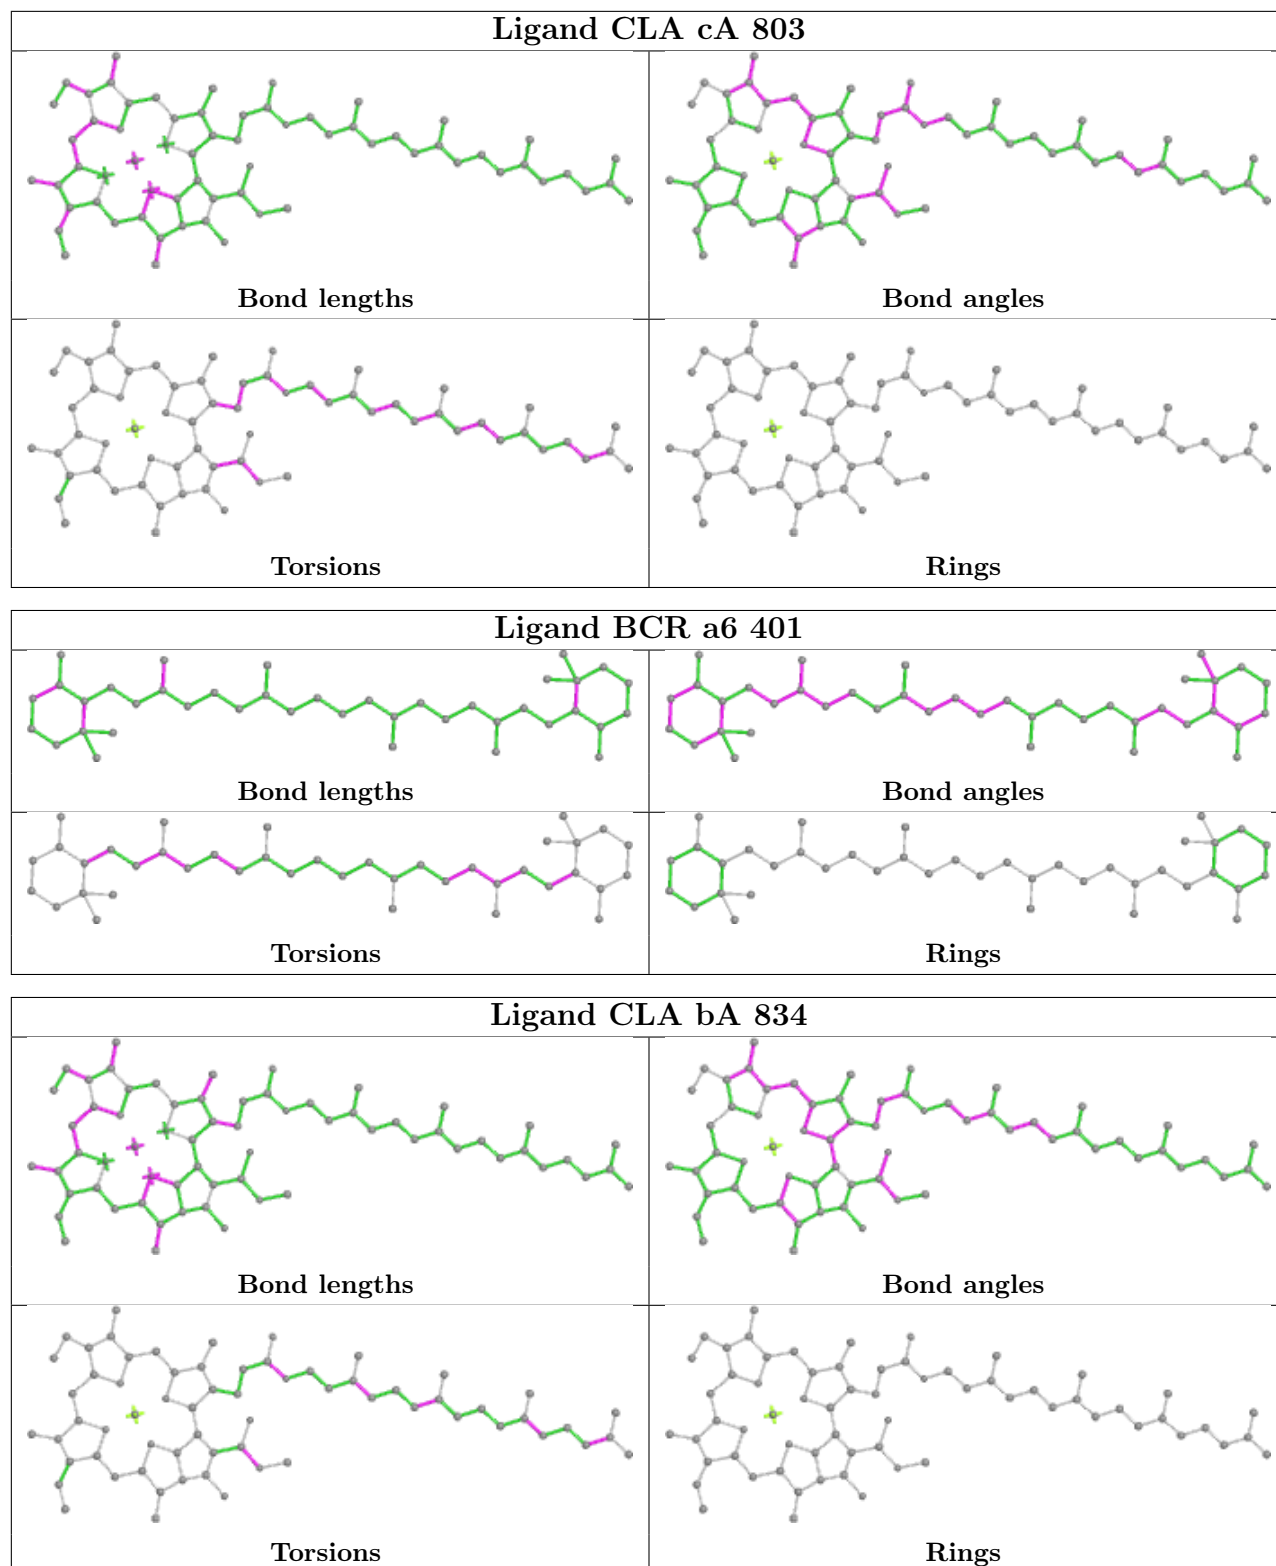 Ligand CLA cA 803
Bond lengths
Bond angles
Torsions
Rings
Ligand BCR a6 401
Bond lengths
Bond angles
Torsions
Rings
Ligand CLA bA 834
Bond lengths
Bond angles
Torsions
Rings